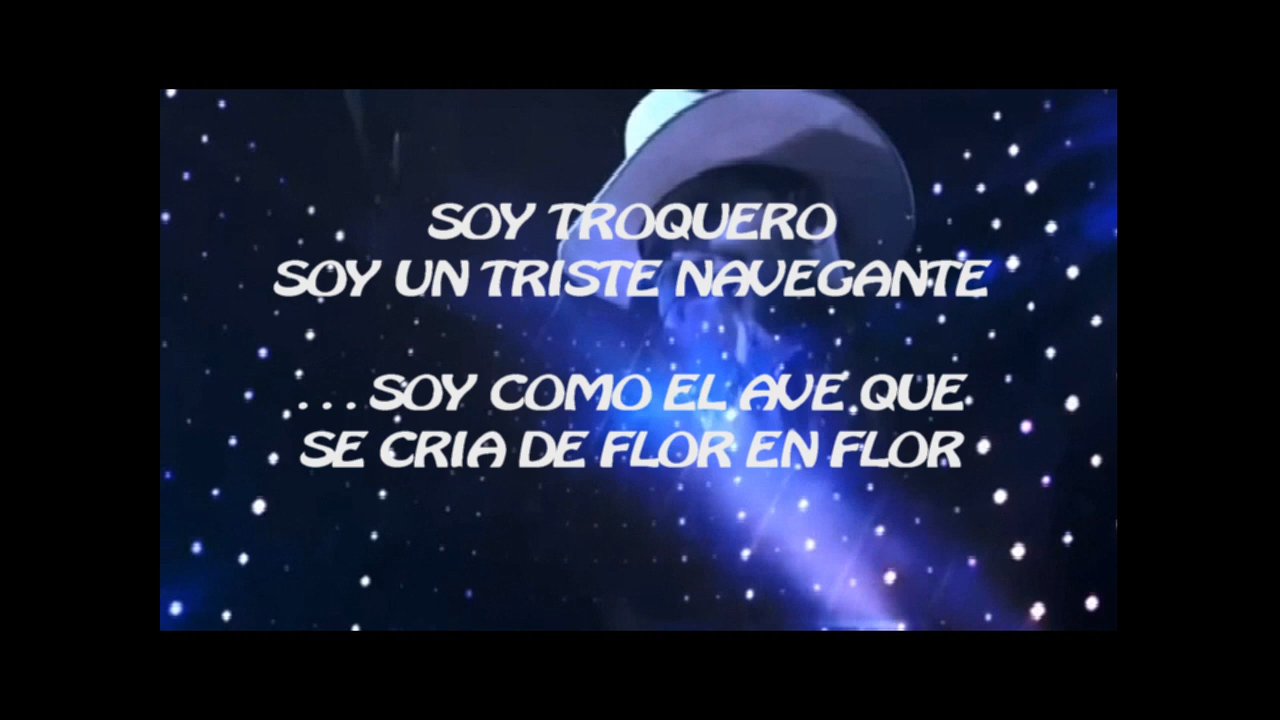 SOY TROQUERO
SOY UN TRISTE NAVEGANTE
...SOY COMO EL AVE QUE
SE CRIA DE FLOR EN FLOR